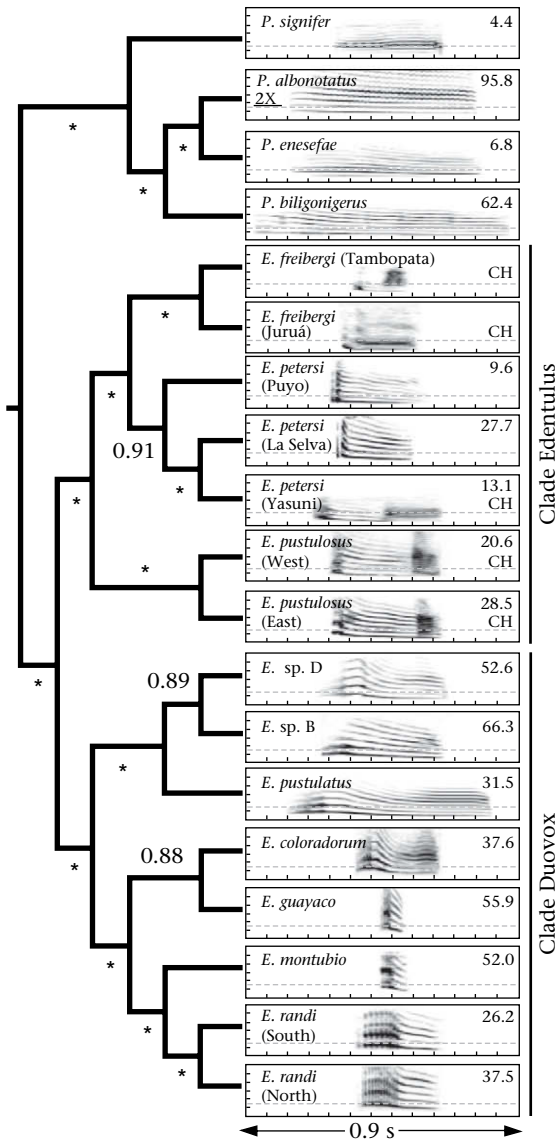 P. signifer 4.4
P. albonotatus 95.8
2X
*
*
P. enesefae 6.8
*
P. biligonigerus 62.4
E. freibergi (Tambopata)
CH
*
E. freibergi
(Juruá) CH
E. petersi 9.6
(Puyo)
*
0.91
E. petersi 27.7
(La Selva)
*
*
E. petersi 13.1
(Yasuni) CH
E. pustulosus 20.6
(West) CH
*
E. pustulosus 28.5
(East) CH
Clade Edentulus
*
0.89
E. sp. D 52.6
E. sp. B 66.3
*
E. pustulatus 31.5
*
0.88
E. coloradorum 37.6
E. guayaco 55.9
*
E. montubio 52.0
*
E. randi 26.2
(South)
*
E. randi 37.5
(North)
Clade Duovox
0.9 s